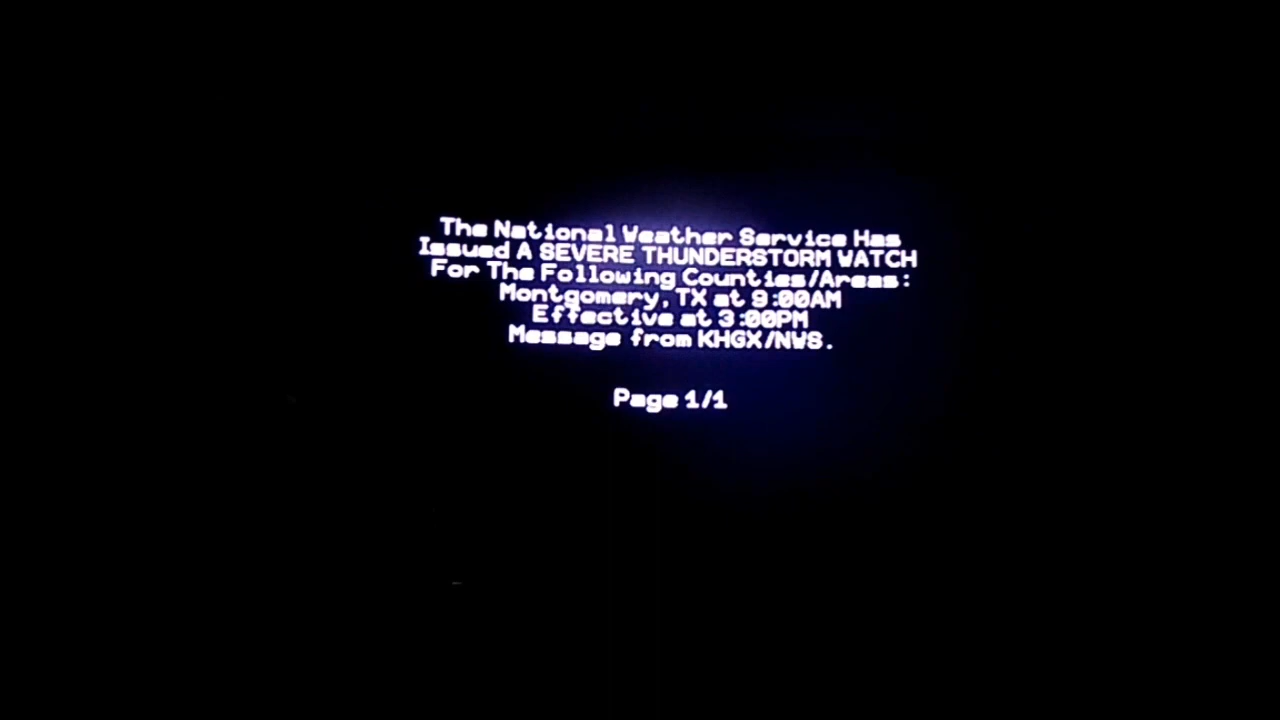 The National Weather Service Has
Issued A SEVERE THUNDERSTORM WATCH
For The Following Counties/Areas:
Montgomery, TX at 9:00AM
Effective at 3:00PM
Message from KHGX/NWS.
Page 1/1